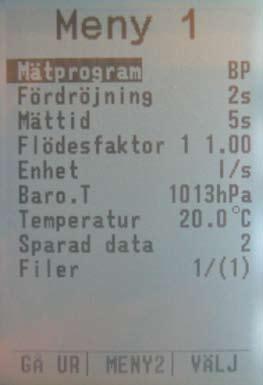 Meny 1
Mätprogram BP
Fördröjning 2s
Mättid 5s
Flödesfaktor 1 1.00
Enhet l/s
Baro.T 1013hPa
Temperatur 20.0°C
Sparad data 2
Filer 1/(1)
GÅ UR| MENY2| VÄLJ